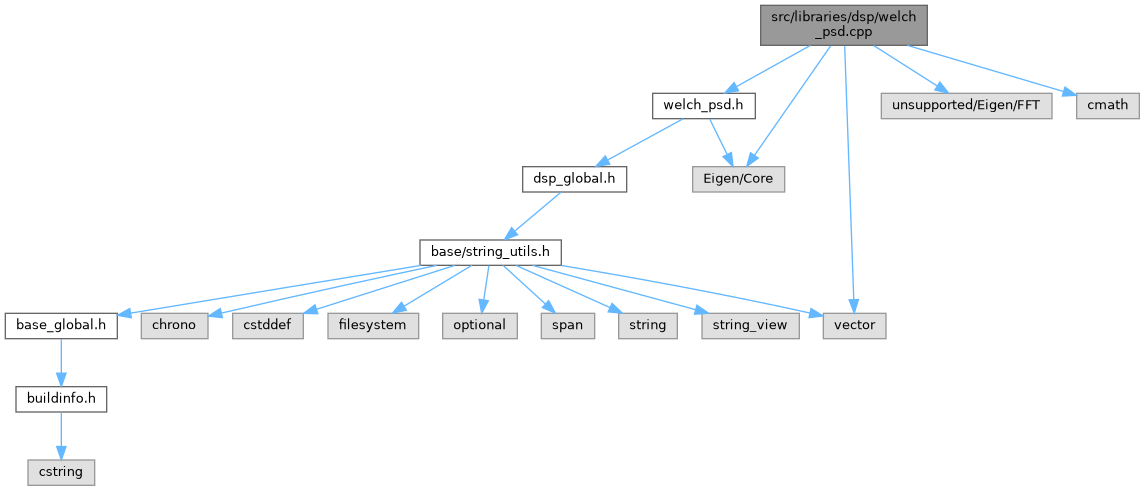 src/libraries/dsp/welch
_psd.cpp
welch_psd.h
unsupported/Eigen/FFT
cmath
dsp_global.h
Eigen/Core
base/string_utils.h
base_global.h
chrono
cstddef
filesystem
optional
span
string
string_view
vector
buildinfo.h
cstring